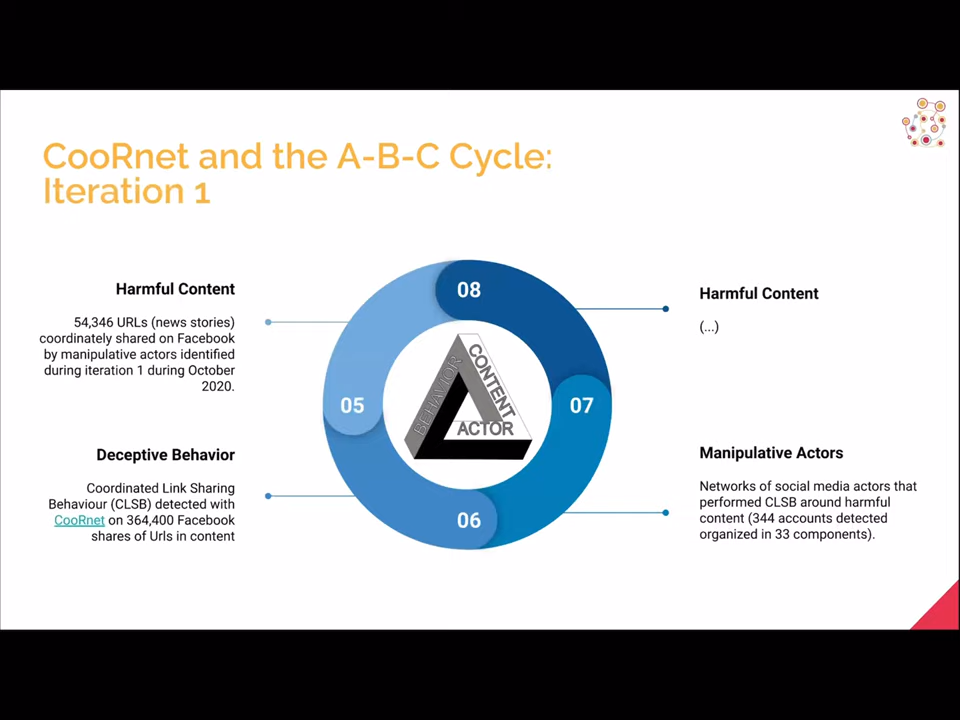 CooRnet and the A-B-C Cycle:
Iteration 1
Harmful Content
54,346 URLs (news stories)
coordinately shared on Facebook
by manipulative actors identified
during iteration 1 during October
2020.
Deceptive Behavior
Coordinated Link Sharing
Behaviour (CLSB) detected with
CooRnet on 364,400 Facebook
shares of Urls in content
08
05
07
06
BEHAVIOR
CONTENT
ACTOR
Harmful Content
(...)
Manipulative Actors
Networks of social media actors that
performed CLSB around harmful
content (344 accounts detected
organized in 33 components).